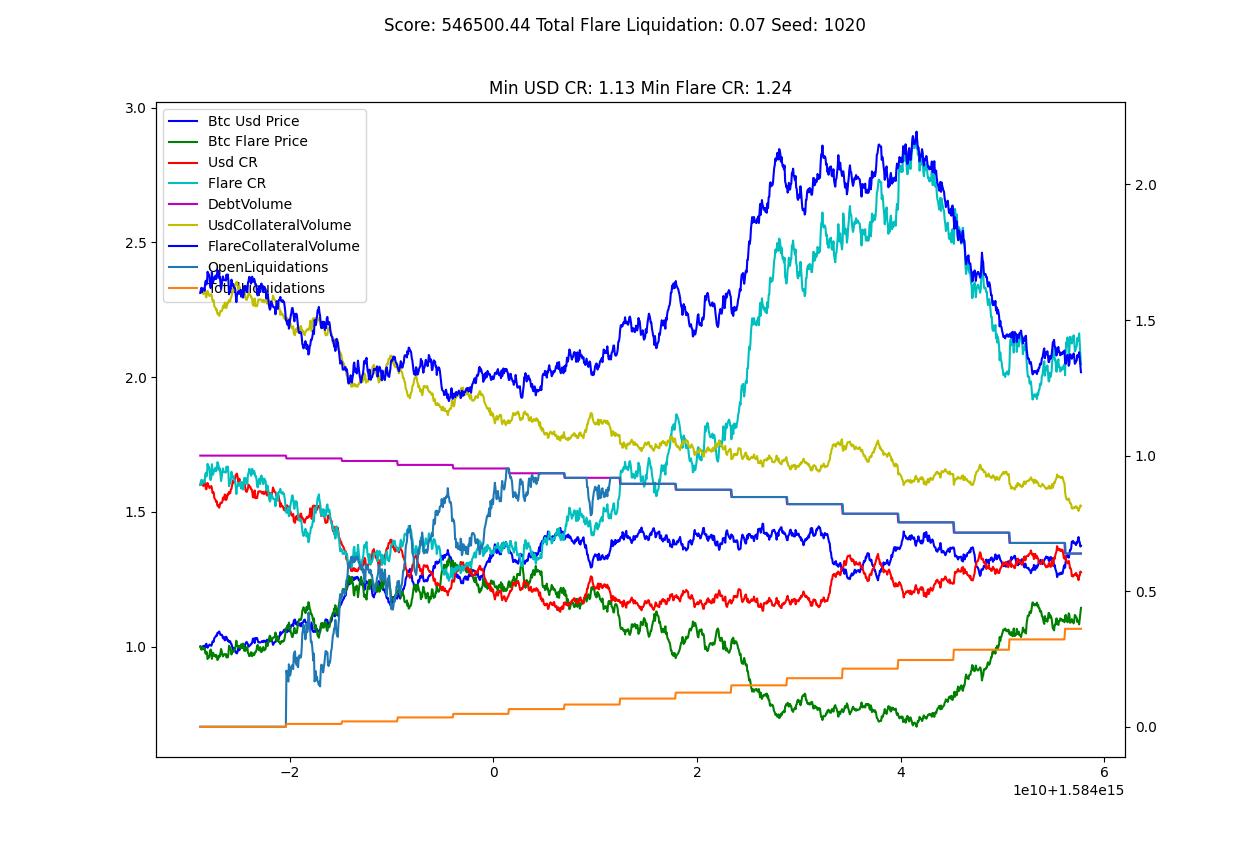 Score: 546500.44 Total Flare Liquidation: 0.07 Seed: 1020
Min USD CR: 1.13 Min Flare CR: 1.24
3.0
2.5
2.0
1.5
1.0
Btc Usd Price
Btc Flare Price
Usd CR
Flare CR
DebtVolume
UsdCollateralVolume
FlareCollateralVolume
OpenLiquidations
TotalLiquidations
2.0
1.5
1.0
0.5
0.0
−2 0 2 4 6
1e10+1.584e15